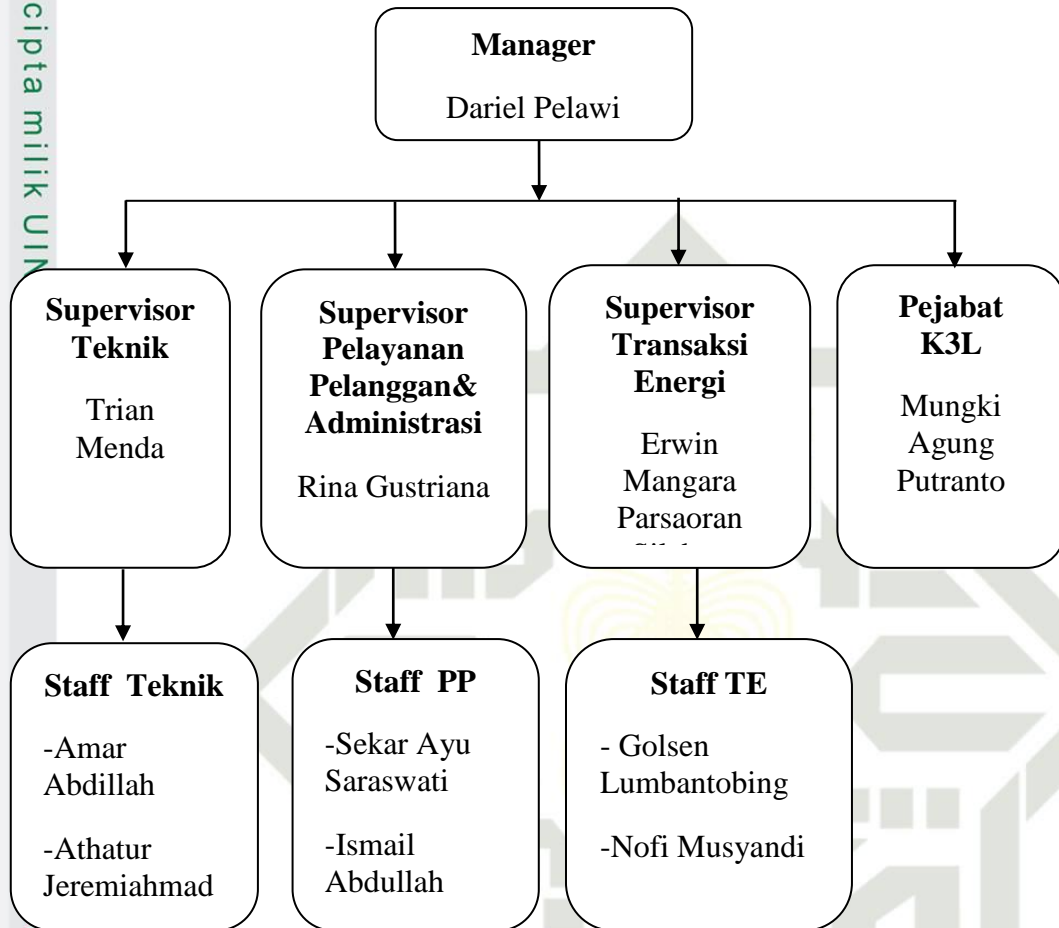 cipta milik UIN
Manager
Dariel Pelawi
Supervisor
Teknik
Trian
Menda
Supervisor
Pelayanan
Pelanggan&
Administrasi
Rina Gustriana
Supervisor
Transaksi
Energi
Erwin
Mangara
Parsaoran
Pejabat
K3L
Mungki
Agung
Putranto
Staff Teknik
-Amar
Abdillah
-Athatur
Jeremiahmad
Staff PP
-Sekar Ayu
Saraswati
-Ismail
Abdullah
Staff TE
- Golsen
Lumbantobing
-Nofi Musyandi